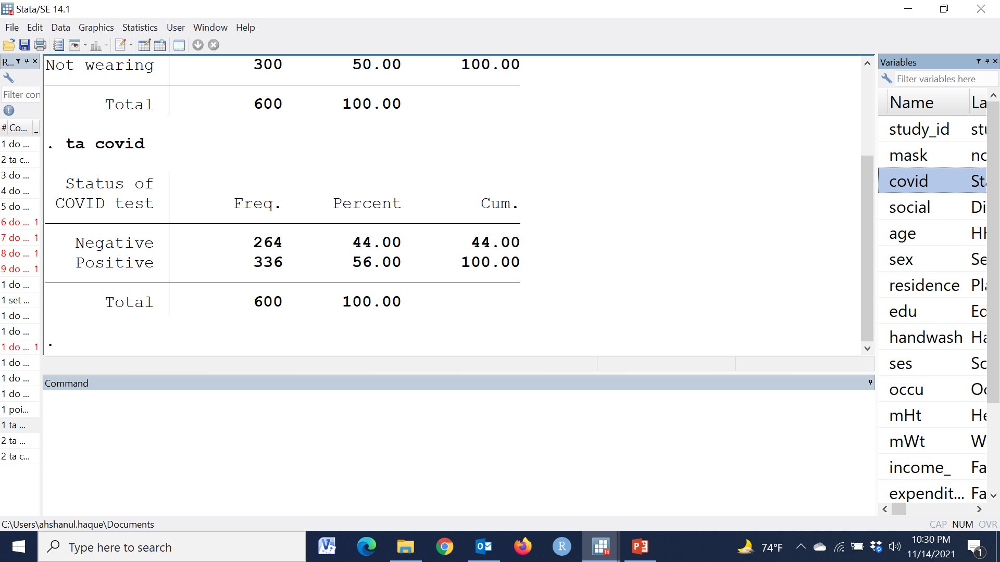 Stata/SE 14.1
File Edit Data Graphics Statistics User Window Help
R...
Filter con
# Co... _
1 do ...
2 ta c...
3 do ...
4 do ...
5 do ...
6 do ... 1
7 do ... 1
8 do ... 1
9 do ... 1
1 do ...
1 set ...
1 do ...
1 do ...
1 do ... 1
1 do ...
1 do ...
1 do ...
1 poi...
1 ta ...
2 ta ...
2 ta c...
Not wearing 300 50.00 100.00
Total 600 100.00
. ta covid
Status of
COVID test Freq. Percent Cum.
Negative 264 44.00 44.00
Positive 336 56.00 100.00
Total 600 100.00
.
Command
Variables
Filter variables here
Name La
study_id stu
mask no
covid Sta
social Di
age HH
sex Se
residence Pla
edu Ed
handwash Ha
ses So
occu Oc
mHt He
mWt W
income_ Fa
expendit... Fa
C:\Users\ahshanul.haque\Documents
CAP NUM OVR
Type here to search
74°F
10:30 PM
11/14/2021
1